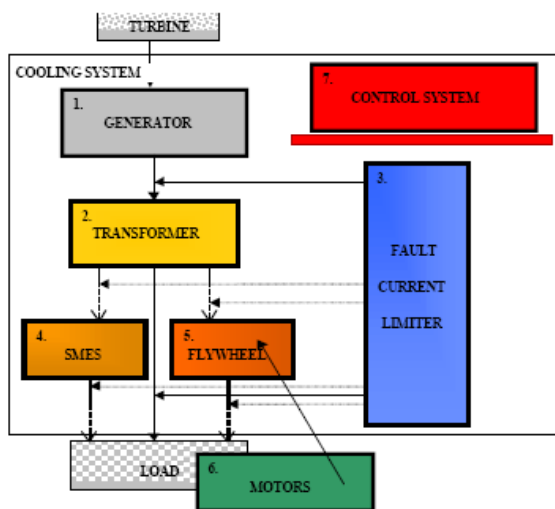 TURBINE
COOLING SYSTEM
1.
GENERATOR
7.
CONTROL SYSTEM
2.
TRANSFORMER
3.
FAULT
CURRENT
LIMITER
4.
SMES
5.
FLYWHEEL
LOAD
6.
MOTORS